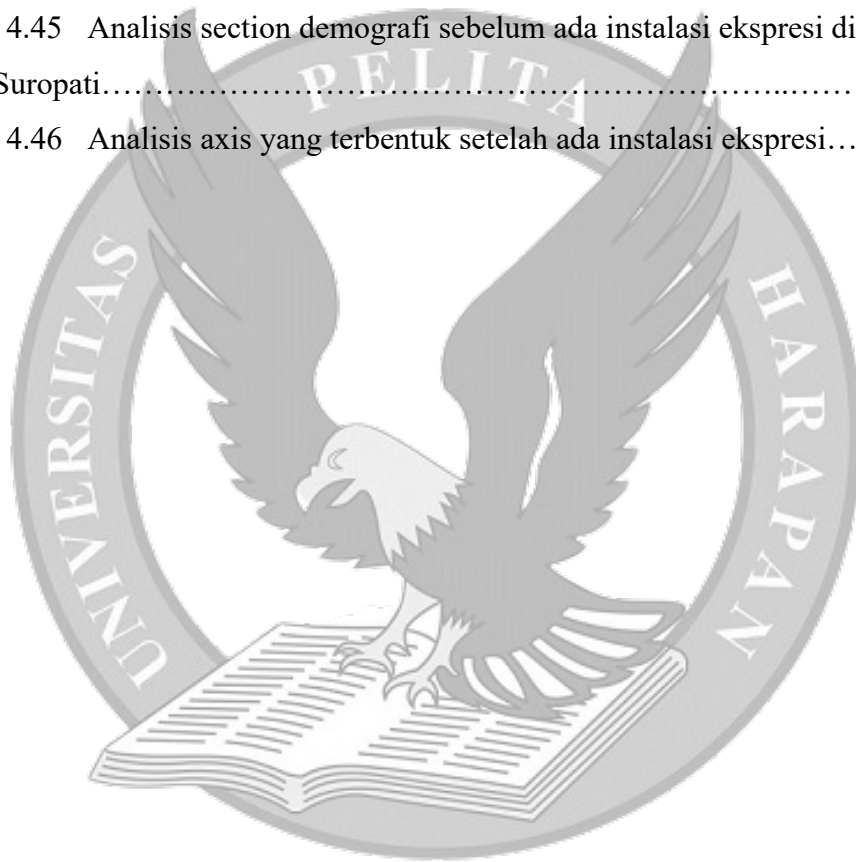 4.45 Analisis section demografi sebelum ada instalasi ekspresi di
Suropati……………………………………………………………..……
4.46 Analisis axis yang terbentuk setelah ada instalasi ekspresi…
UNIVERSITAS PELITA HARAPAN